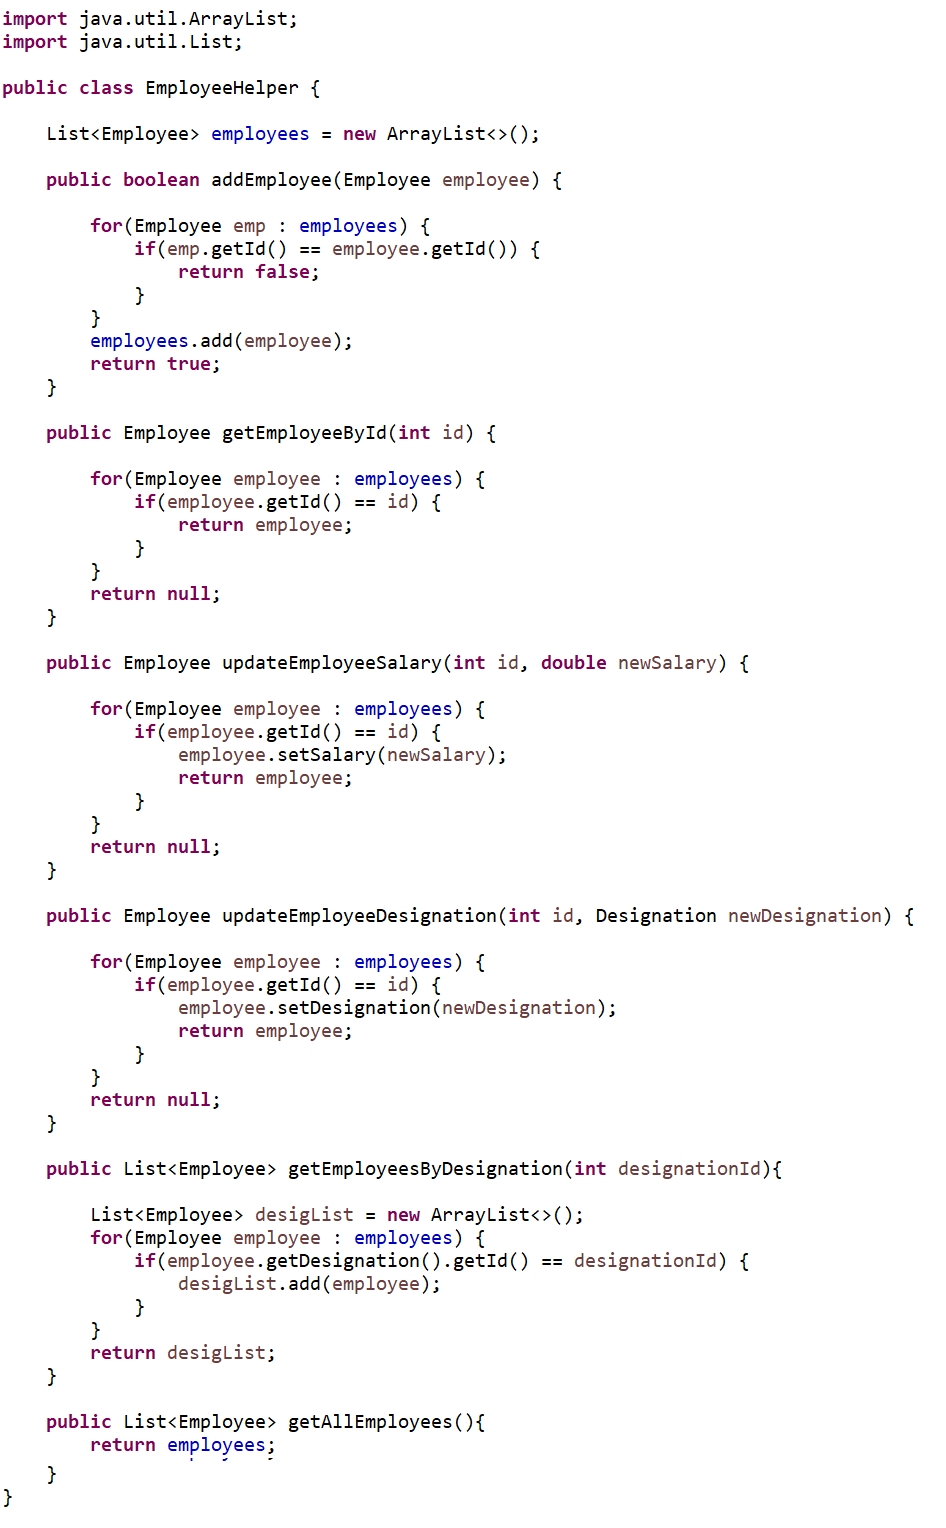 import java.util.ArrayList;
import java.util.List;

public class EmployeeHelper {

    List<Employee> employees = new ArrayList<>();

    public boolean addEmployee(Employee employee) {

        for(Employee emp : employees) {
            if(emp.getId() == employee.getId()) {
                return false;
            }
        }
        employees.add(employee);
        return true;
    }

    public Employee getEmployeeById(int id) {

        for(Employee employee : employees) {
            if(employee.getId() == id) {
                return employee;
            }
        }
        return null;
    }

    public Employee updateEmployeeSalary(int id, double newSalary) {

        for(Employee employee : employees) {
            if(employee.getId() == id) {
                employee.setSalary(newSalary);
                return employee;
            }
        }
        return null;
    }

    public Employee updateEmployeeDesignation(int id, Designation newDesignation) {

        for(Employee employee : employees) {
            if(employee.getId() == id) {
                employee.setDesignation(newDesignation);
                return employee;
            }
        }
        return null;
    }

    public List<Employee> getEmployeesByDesignation(int designationId){

        List<Employee> desigList = new ArrayList<>();
        for(Employee employee : employees) {
            if(employee.getDesignation().getId() == designationId) {
                desigList.add(employee);
            }
        }
        return desigList;
    }

    public List<Employee> getAllEmployees(){
        return employees;
    }
}